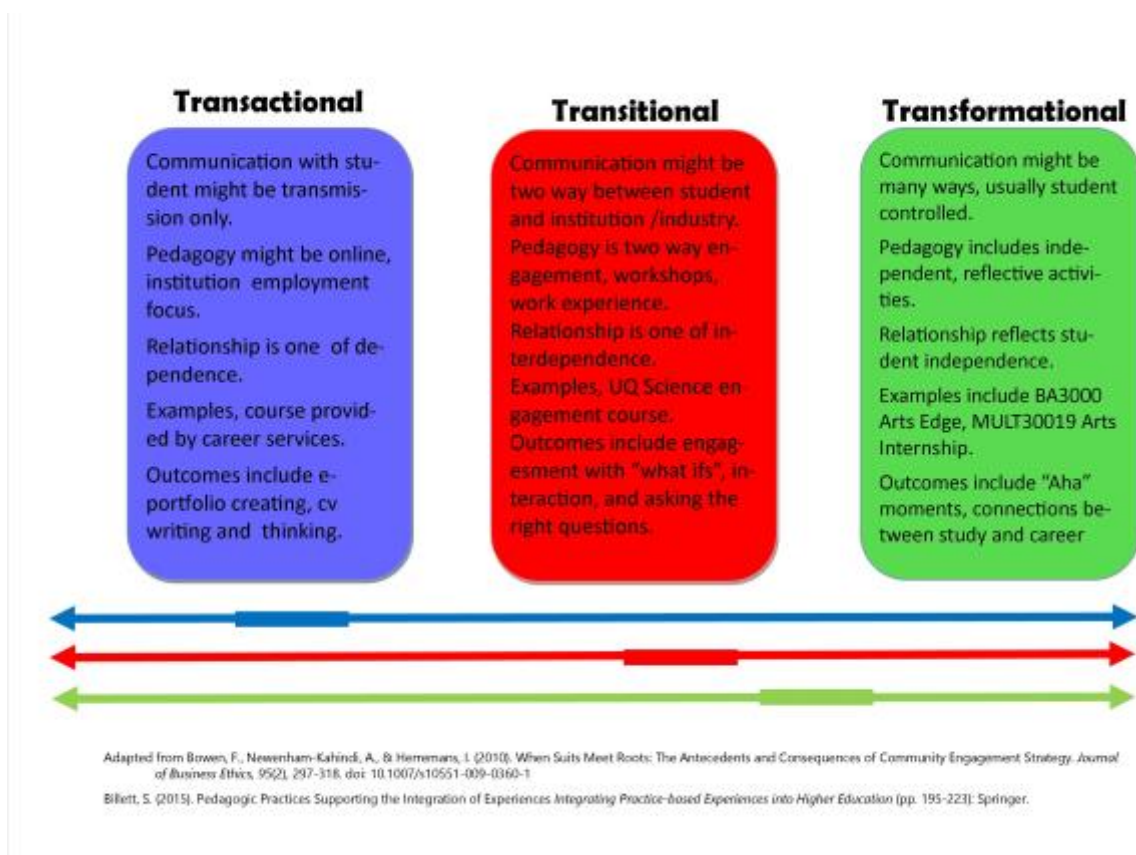 Transactional
Communication with stu-
dent might be transmis-
sion only.
Pedagogy might be online,
institution employment
focus.
Relationship is one of de-
pendence.
Examples, course provid-
ed by career services.
Outcomes include e-
portfolio creating, cv
writing and thinking.
Transitional
Communication might be
two way between student
and institution /industry.
Pedagogy is two way en-
gagement, workshops,
work experience.
Relationship is one of in-
terdependence.
Examples, UQ Science en-
gagement course.
Outcomes include engag-
esment with "what ifs", in-
teraction, and asking the
right questions.
Transformational
Communication might be
many ways, usually student
controlled.
Pedagogy includes inde-
pendent, reflective activi-
ties.
Relationship reflects stu-
dent independence.
Examples include BA3000
Arts Edge, MULT30019 Arts
Internship.
Outcomes include "Aha"
moments, connections be-
tween study and career
Adapted from Bowen, F., Newenham-Kahindi, A., & Herremans, I. (2010). When Suits Meet Roots: The Antecedents and Consequences of Community Engagement Strategy. Journal
of Business Ethics, 95(2), 297-318. doi: 10.1007/s10551-009-0360-1
Billett, S. (2015). Pedagogic Practices Supporting the Integration of Experiences Integrating Practice-based Experiences into Higher Education (pp. 195-223): Springer.